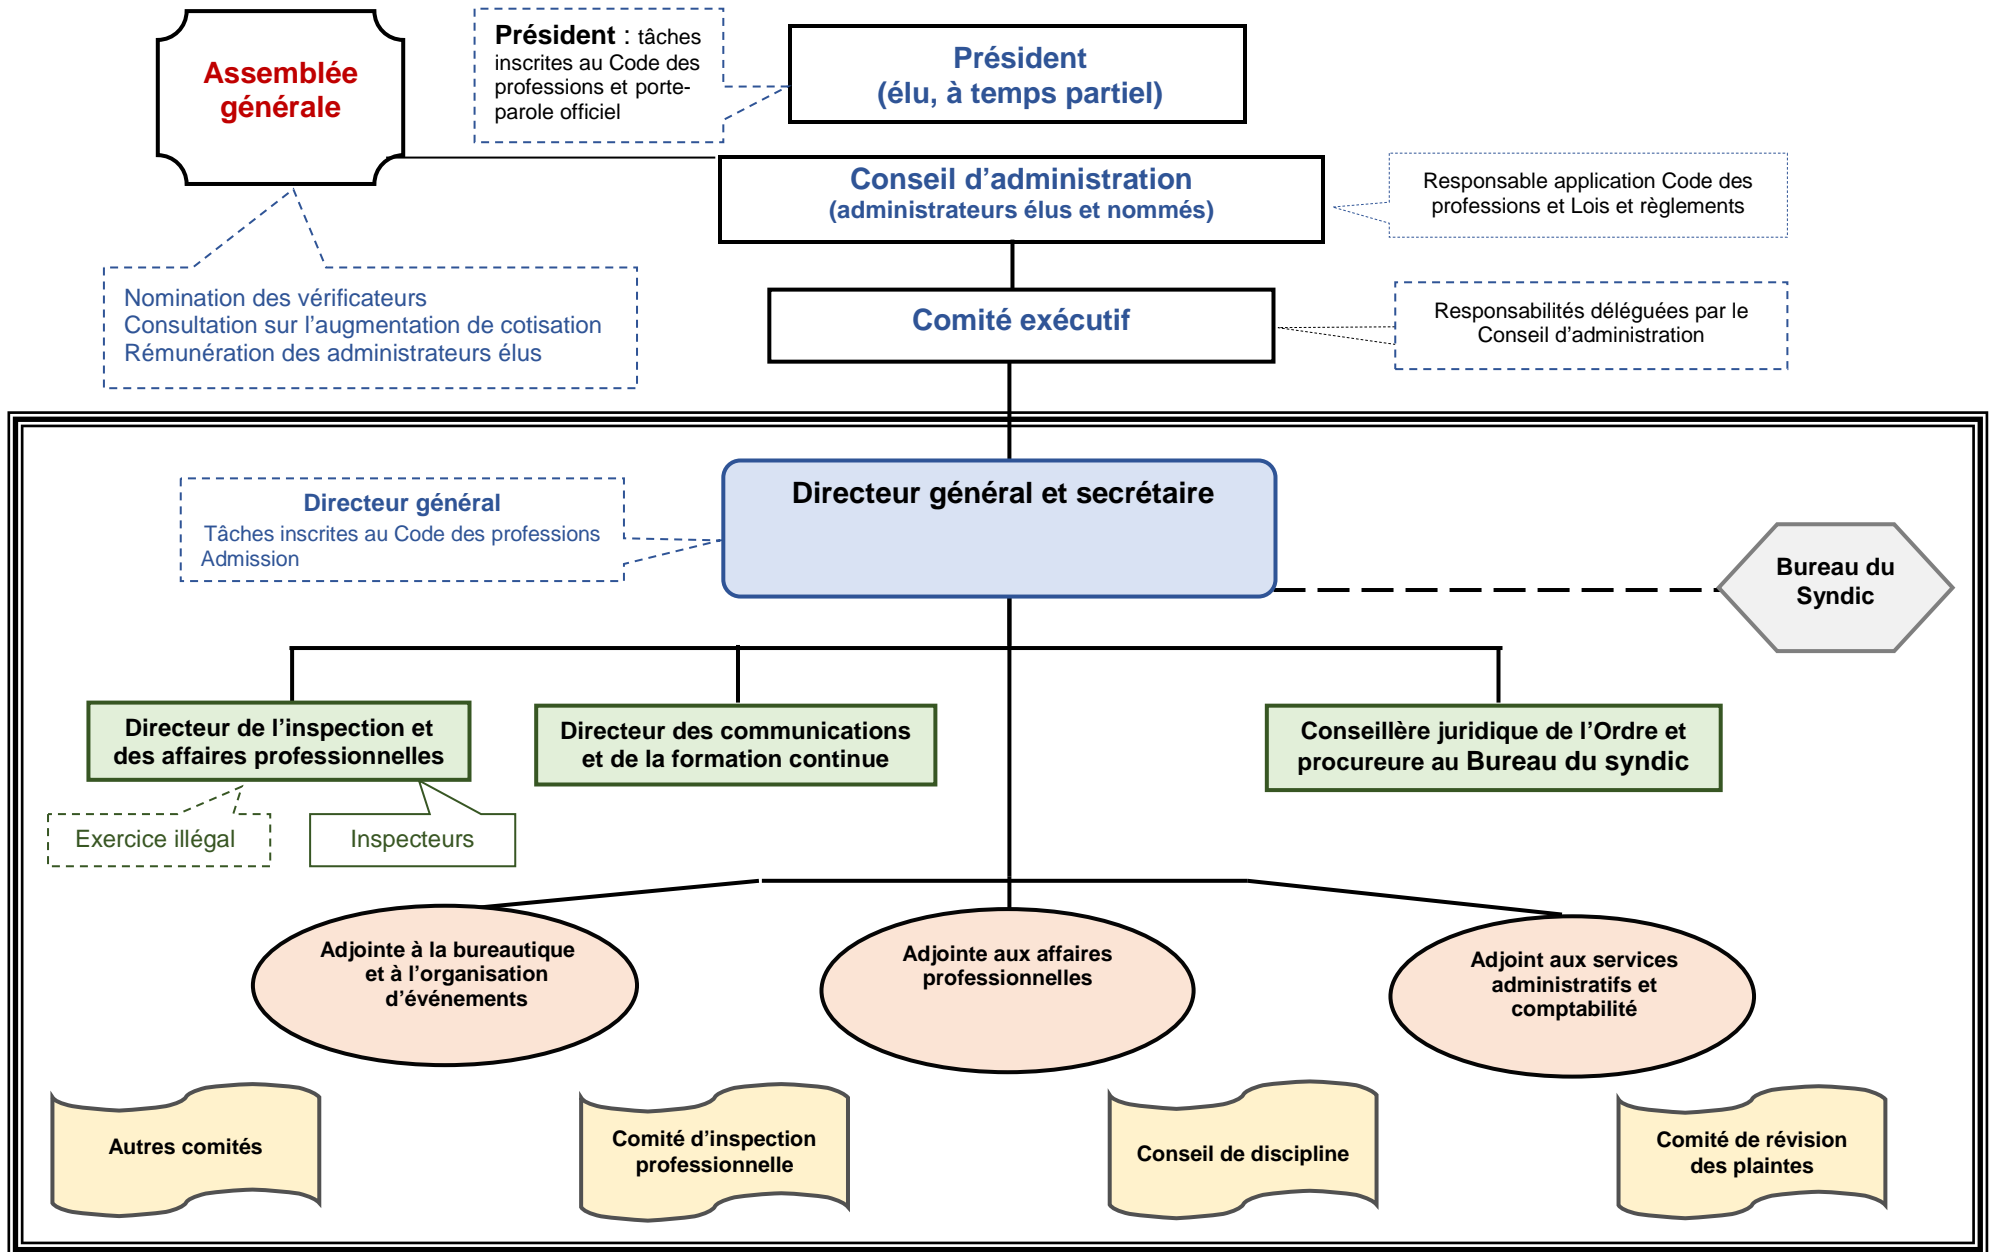 Assemblée
générale
Président : tâches
inscrites au Code des
professions et porte-
parole officiel
Président
(élu, à temps partiel)
Conseil d’administration
(administrateurs élus et nommés)
Responsable application Code des
professions et Lois et règlements
Nomination des vérificateurs
Consultation sur l’augmentation de cotisation
Rémunération des administrateurs élus
Comité exécutif
Responsabilités déléguées par le
Conseil d’administration
Directeur général
Tâches inscrites au Code des professions
Admission
Directeur général et secrétaire
Bureau du
Syndic
Directeur de l’inspection et
des affaires professionnelles
Directeur des communications
et de la formation continue
Conseillère juridique de l’Ordre et
procureure au Bureau du syndic
Exercice illégal
Inspecteurs
Adjointe à la bureautique
et à l’organisation
d’événements
Adjointe aux affaires
professionnelles
Adjoint aux services
administratifs et
comptabilité
Autres comités
Comité d’inspection
professionnelle
Conseil de discipline
Comité de révision
des plaintes